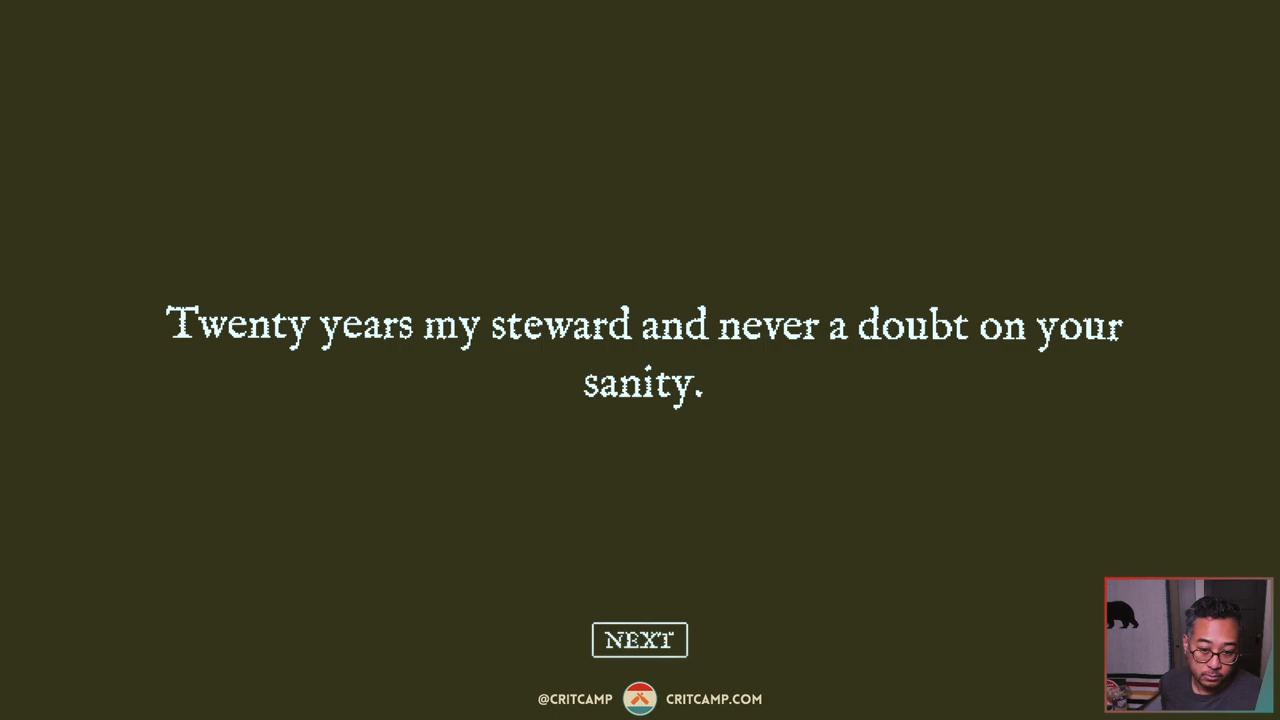 Twenty years my steward and never a doubt on your
sanity.
NEXT
@CRITCAMP CRITCAMP.COM